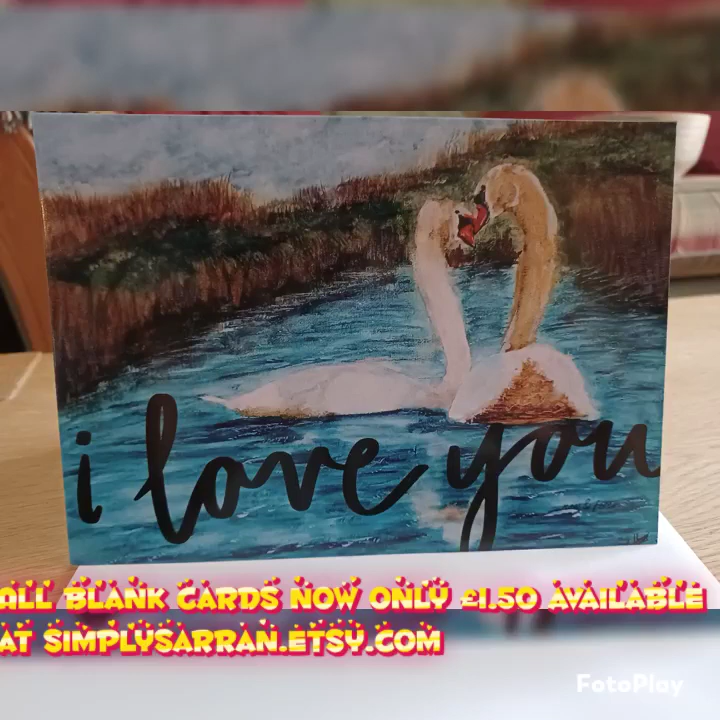 i love you
ALL BLANK CARDS NOW ONLY £1.50 AVAILABLE
AT SIMPLYSARRAN.ETSY.COM
FotoPlay